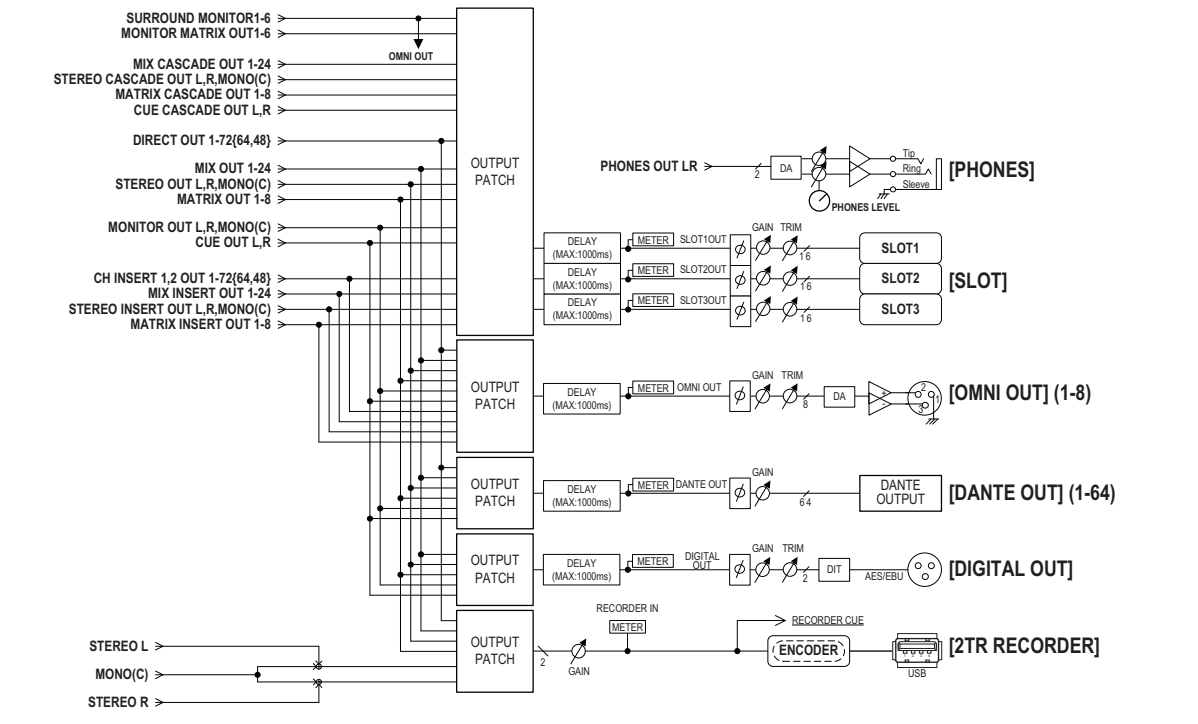 SURROUND MONITOR1-6
MONITOR MATRIX OUT1-6
OMNI OUT
MIX CASCADE OUT 1-24
STEREO CASCADE OUT L,R,MONO(C)
MATRIX CASCADE OUT 1-8
CUE CASCADE OUT L,R
DIRECT OUT 1-72{64,48}
MIX OUT 1-24
STEREO OUT L,R,MONO(C)
MATRIX OUT 1-8
MONITOR OUT L,R,MONO(C)
CUE OUT L,R
CH INSERT 1,2 OUT 1-72{64,48}
MIX INSERT OUT 1-24
STEREO INSERT OUT L,R,MONO(C)
MATRIX INSERT OUT 1-8
OUTPUT
PATCH
PHONES OUT LR
2
DA
Tip
Ring
Sleeve
PHONES LEVEL
[PHONES]
GAIN TRIM
DELAY
(MAX:1000ms)
METER SLOT1OUT
ϕ
16
SLOT1
DELAY
(MAX:1000ms)
METER SLOT2OUT
ϕ
16
SLOT2
[SLOT]
DELAY
(MAX:1000ms)
METER SLOT3OUT
ϕ
16
SLOT3
OUTPUT
PATCH
DELAY
(MAX:1000ms)
METER OMNI OUT
ϕ
GAIN TRIM
8
DA
+
-
2
1
3
[OMNI OUT] (1-8)
OUTPUT
PATCH
DELAY
(MAX:1000ms)
METER DANTE OUT
ϕ
GAIN
64
DANTE
OUTPUT
[DANTE OUT] (1-64)
OUTPUT
PATCH
DELAY
(MAX:1000ms)
METER
DIGITAL
OUT
ϕ
GAIN TRIM
2
DIT
AES/EBU
[DIGITAL OUT]
STEREO L
MONO(C)
STEREO R
OUTPUT
PATCH
2
GAIN
RECORDER IN
METER
RECORDER CUE
ENCODER
USB
[2TR RECORDER]